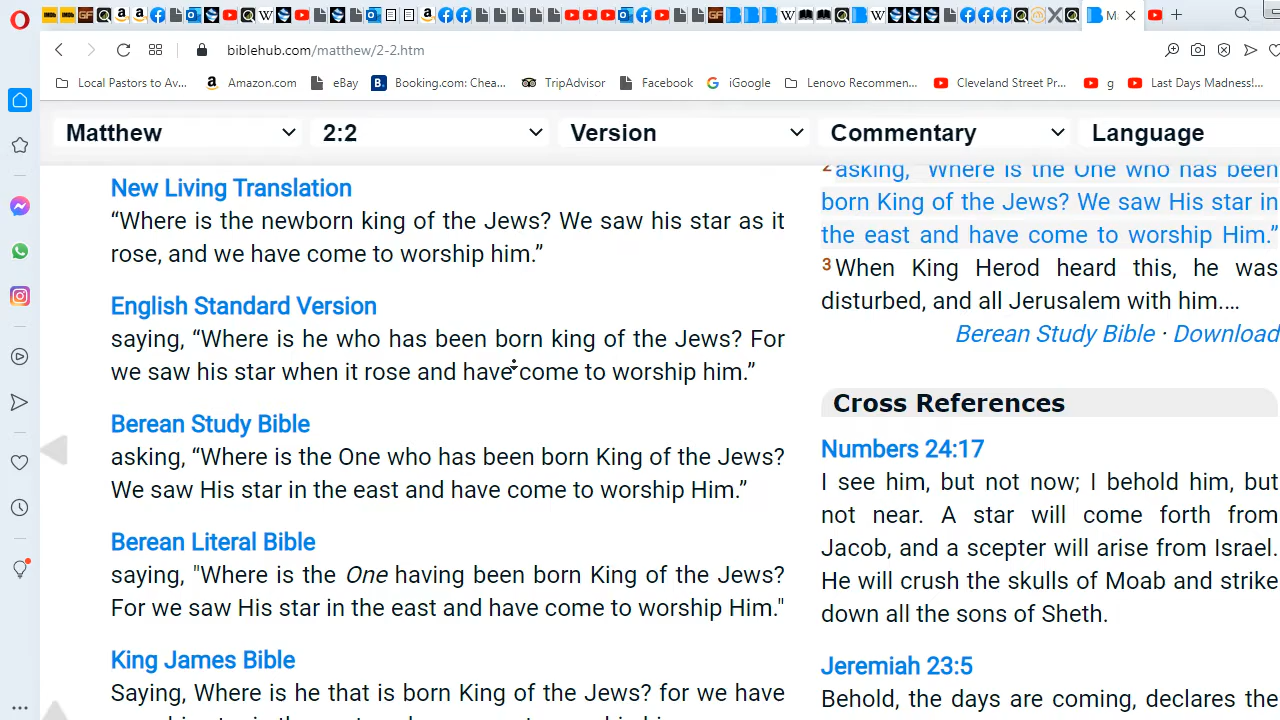 biblehub.com/matthew/2-2.htm
Local Pastors to Av... Amazon.com eBay Booking.com: Chea... TripAdvisor Facebook iGoogle Lenovo Recommen... Cleveland Street Pr... g Last Days Madness!...
Matthew 2:2 Version Commentary Language
New Living Translation
“Where is the newborn king of the Jews? We saw his star as it
rose, and we have come to worship him.”
English Standard Version
saying, “Where is he who has been born king of the Jews? For
we saw his star when it rose and have come to worship him.”
Berean Study Bible
asking, “Where is the One who has been born King of the Jews?
We saw His star in the east and have come to worship Him.”
Berean Literal Bible
saying, "Where is the One having been born King of the Jews?
For we saw His star in the east and have come to worship Him."
King James Bible
Saying, Where is he that is born King of the Jews? for we have
2 asking, “Where is the One who has been
born King of the Jews? We saw His star in
the east and have come to worship Him.”
3 When King Herod heard this, he was
disturbed, and all Jerusalem with him.…
Berean Study Bible · Download
Cross References
Numbers 24:17
I see him, but not now; I behold him, but
not near. A star will come forth from
Jacob, and a scepter will arise from Israel.
He will crush the skulls of Moab and strike
down all the sons of Sheth.
Jeremiah 23:5
Behold, the days are coming, declares the